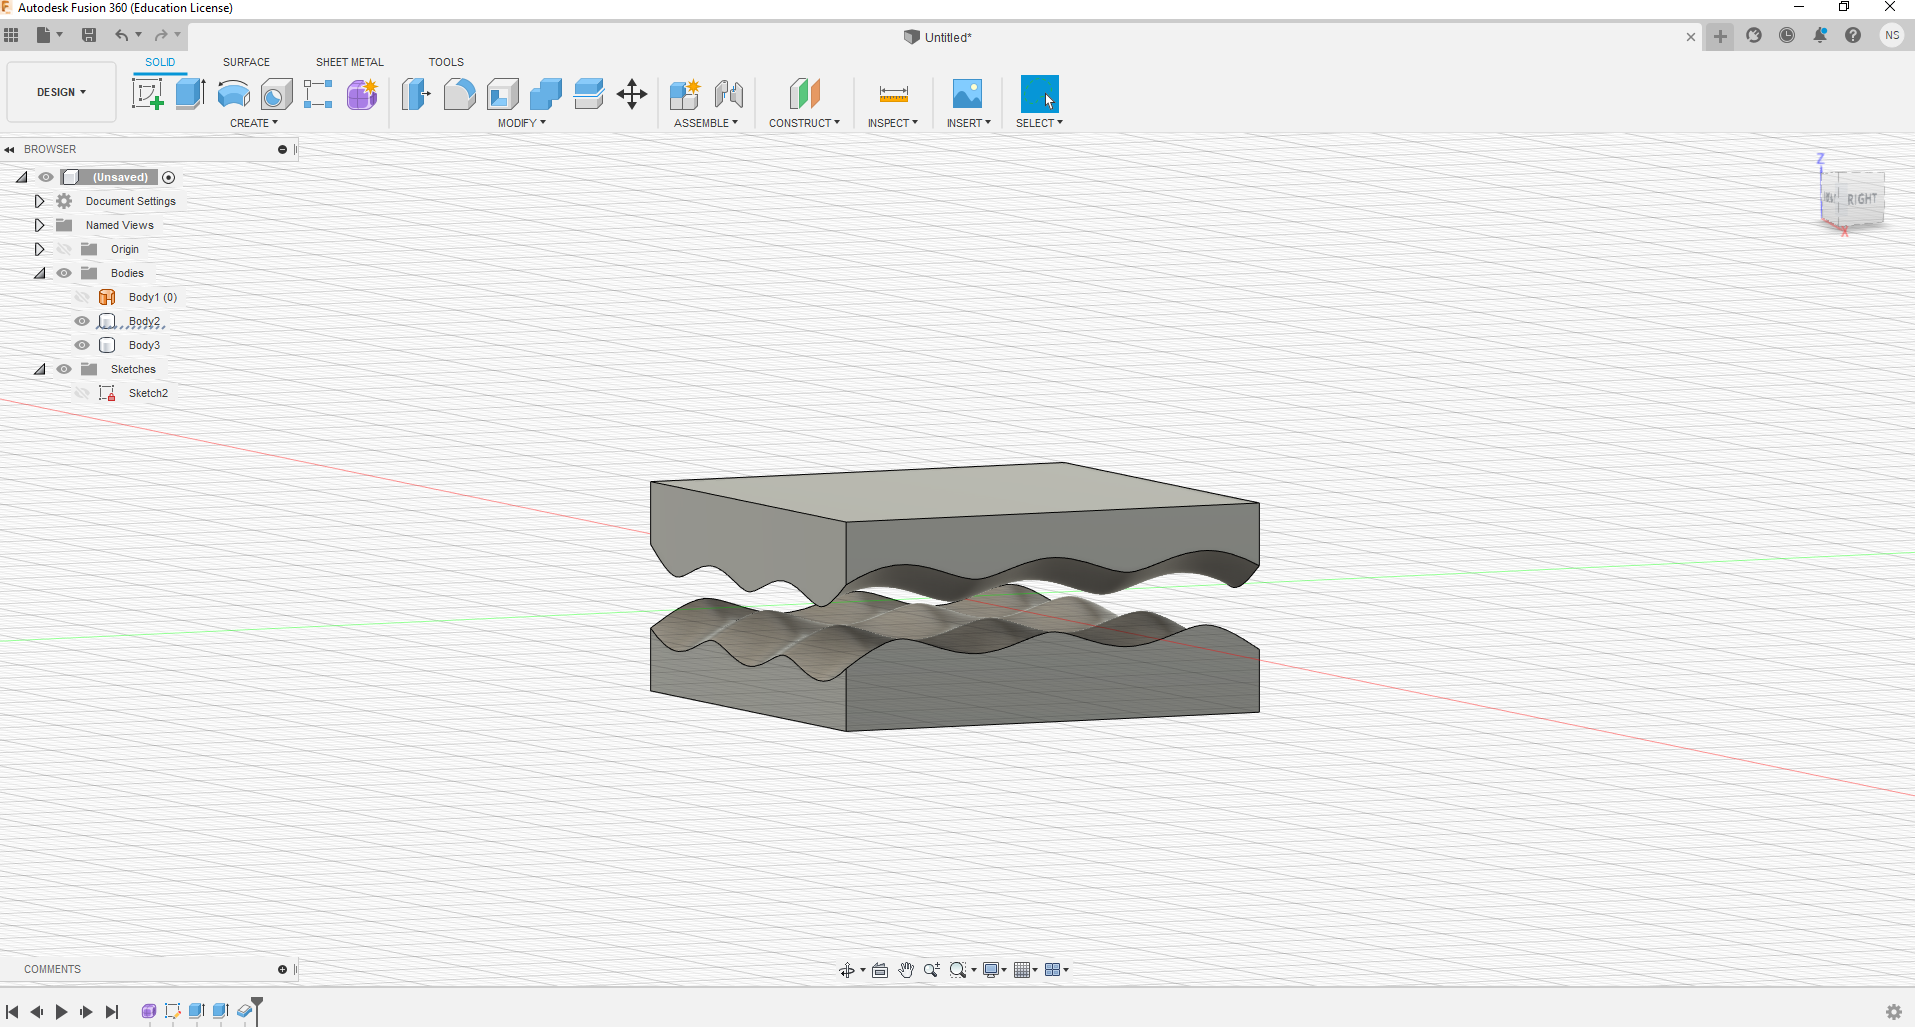 Autodesk Fusion 360 (Education License)
Untitled*
NS
SOLID SURFACE SHEET METAL TOOLS
DESIGN
CREATE MODIFY ASSEMBLE CONSTRUCT INSPECT INSERT SELECT
BROWSER
(Unsaved)
Document Settings
Named Views
Origin
Bodies
Body1 (0)
Body2
Body3
Sketches
Sketch2
Z
RIGHT
X
COMMENTS